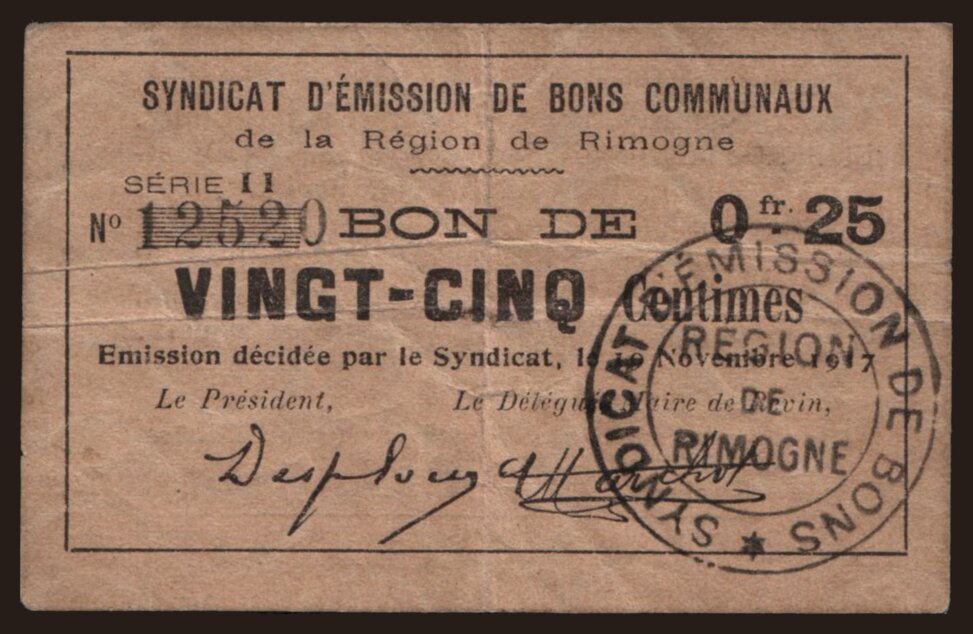 SYNDICAT D'ÉMISSION DE BONS COMMUNAUX
de la Région de Rimogne
SÉRIE II
Nº 12520 BON DE 0 fr. 25
VINGT-CINQ Centimes
Emission décidée par le Syndicat, le 19 Novembre 1917
Le Président, Le Délégué Maire de Revin,
SYNDICAT D'ÉMISSION DE BONS
RÉGION
DE
RIMOGNE